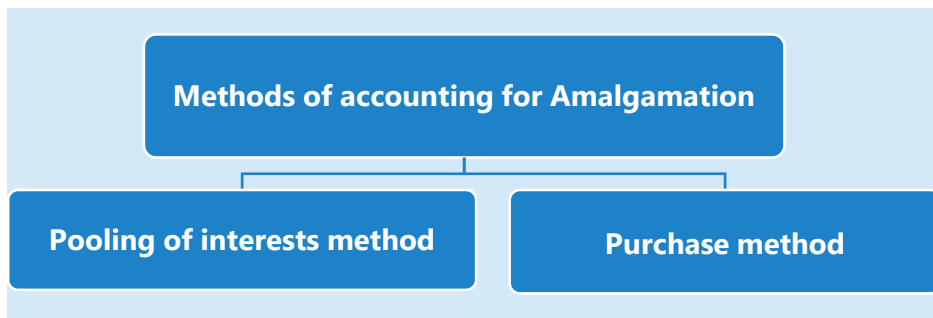 Methods of accounting for Amalgamation
Pooling of interests method
Purchase method